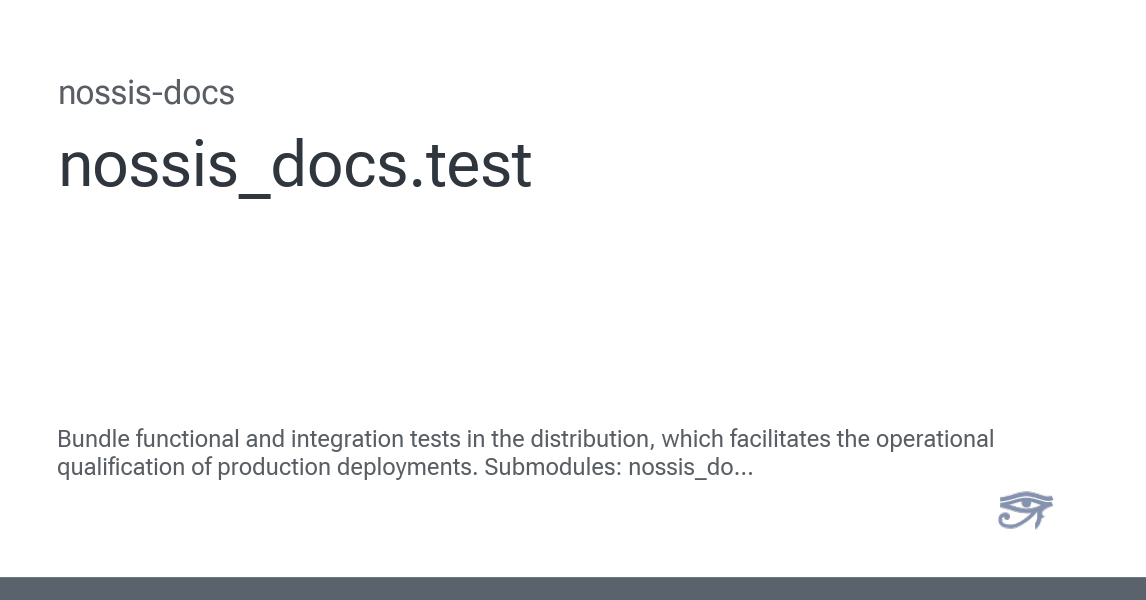 nossis-docs
nossis_docs.test
Bundle functional and integration tests in the distribution, which facilitates the operational
qualification of production deployments. Submodules: nossis_do...